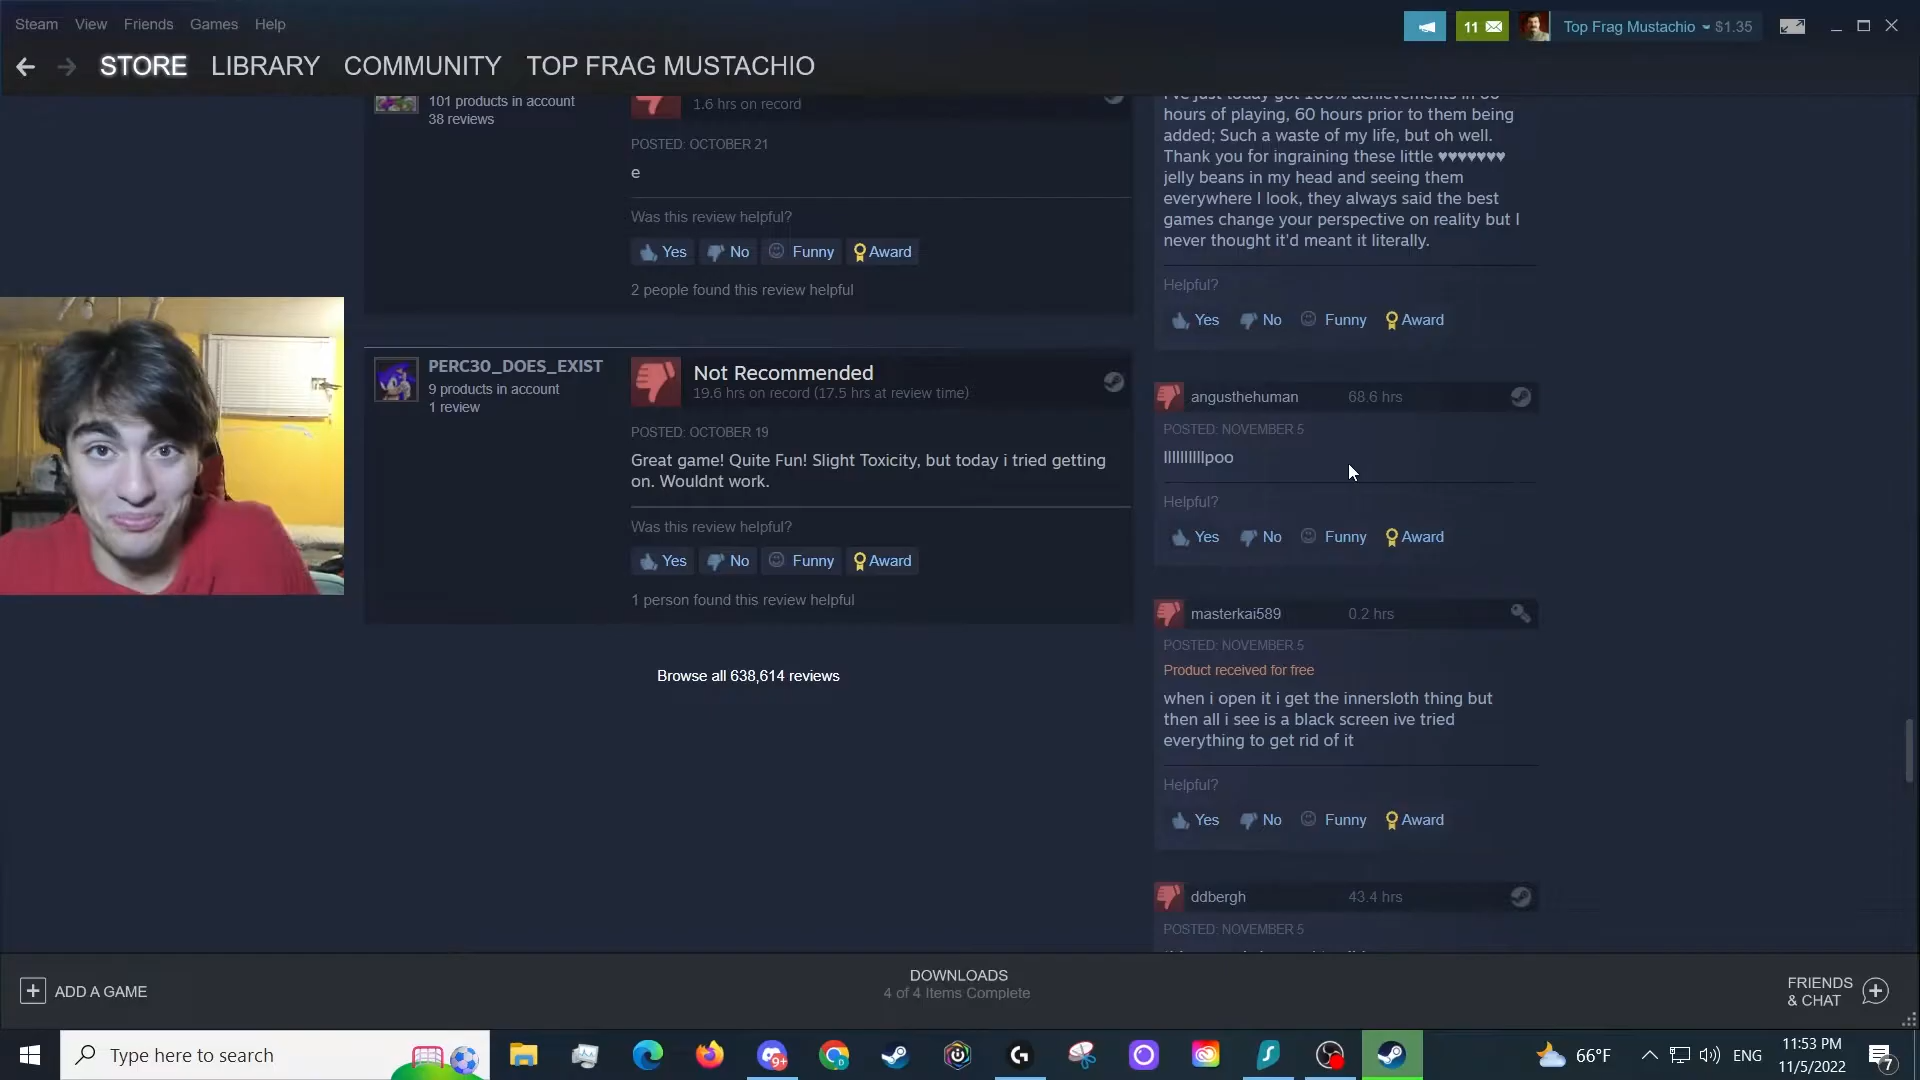 Steam View Friends Games Help
11
Top Frag Mustachio $1.35
STORE LIBRARY COMMUNITY TOP FRAG MUSTACHIO
101 products in account
38 reviews
1.6 hrs on record
POSTED: OCTOBER 21
e
Was this review helpful?
Yes No Funny Award
2 people found this review helpful
PERC30_DOES_EXIST
9 products in account
1 review
Not Recommended
19.6 hrs on record (17.5 hrs at review time)
POSTED: OCTOBER 19
Great game! Quite Fun! Slight Toxicity, but today i tried getting
on. Wouldnt work.
Was this review helpful?
Yes No Funny Award
1 person found this review helpful
Browse all 638,614 reviews
I've just today got 100% achievements in
hours of playing, 60 hours prior to them being
added; Such a waste of my life, but oh well.
Thank you for ingraining these little ♥♥♥♥♥♥♥
jelly beans in my head and seeing them
everywhere I look, they always said the best
games change your perspective on reality but I
never thought it'd meant it literally.
Helpful?
Yes No Funny Award
angusthehuman 68.6 hrs
POSTED: NOVEMBER 5
llllllllllpoo
Helpful?
Yes No Funny Award
masterkai589 0.2 hrs
POSTED: NOVEMBER 5
Product received for free
when i open it i get the innersloth thing but
then all i see is a black screen ive tried
everything to get rid of it
Helpful?
Yes No Funny Award
ddbergh 43.4 hrs
POSTED: NOVEMBER 5
ADD A GAME
DOWNLOADS
4 of 4 Items Complete
FRIENDS
& CHAT
Type here to search
9+
66°F
ENG
11:53 PM
11/5/2022
7